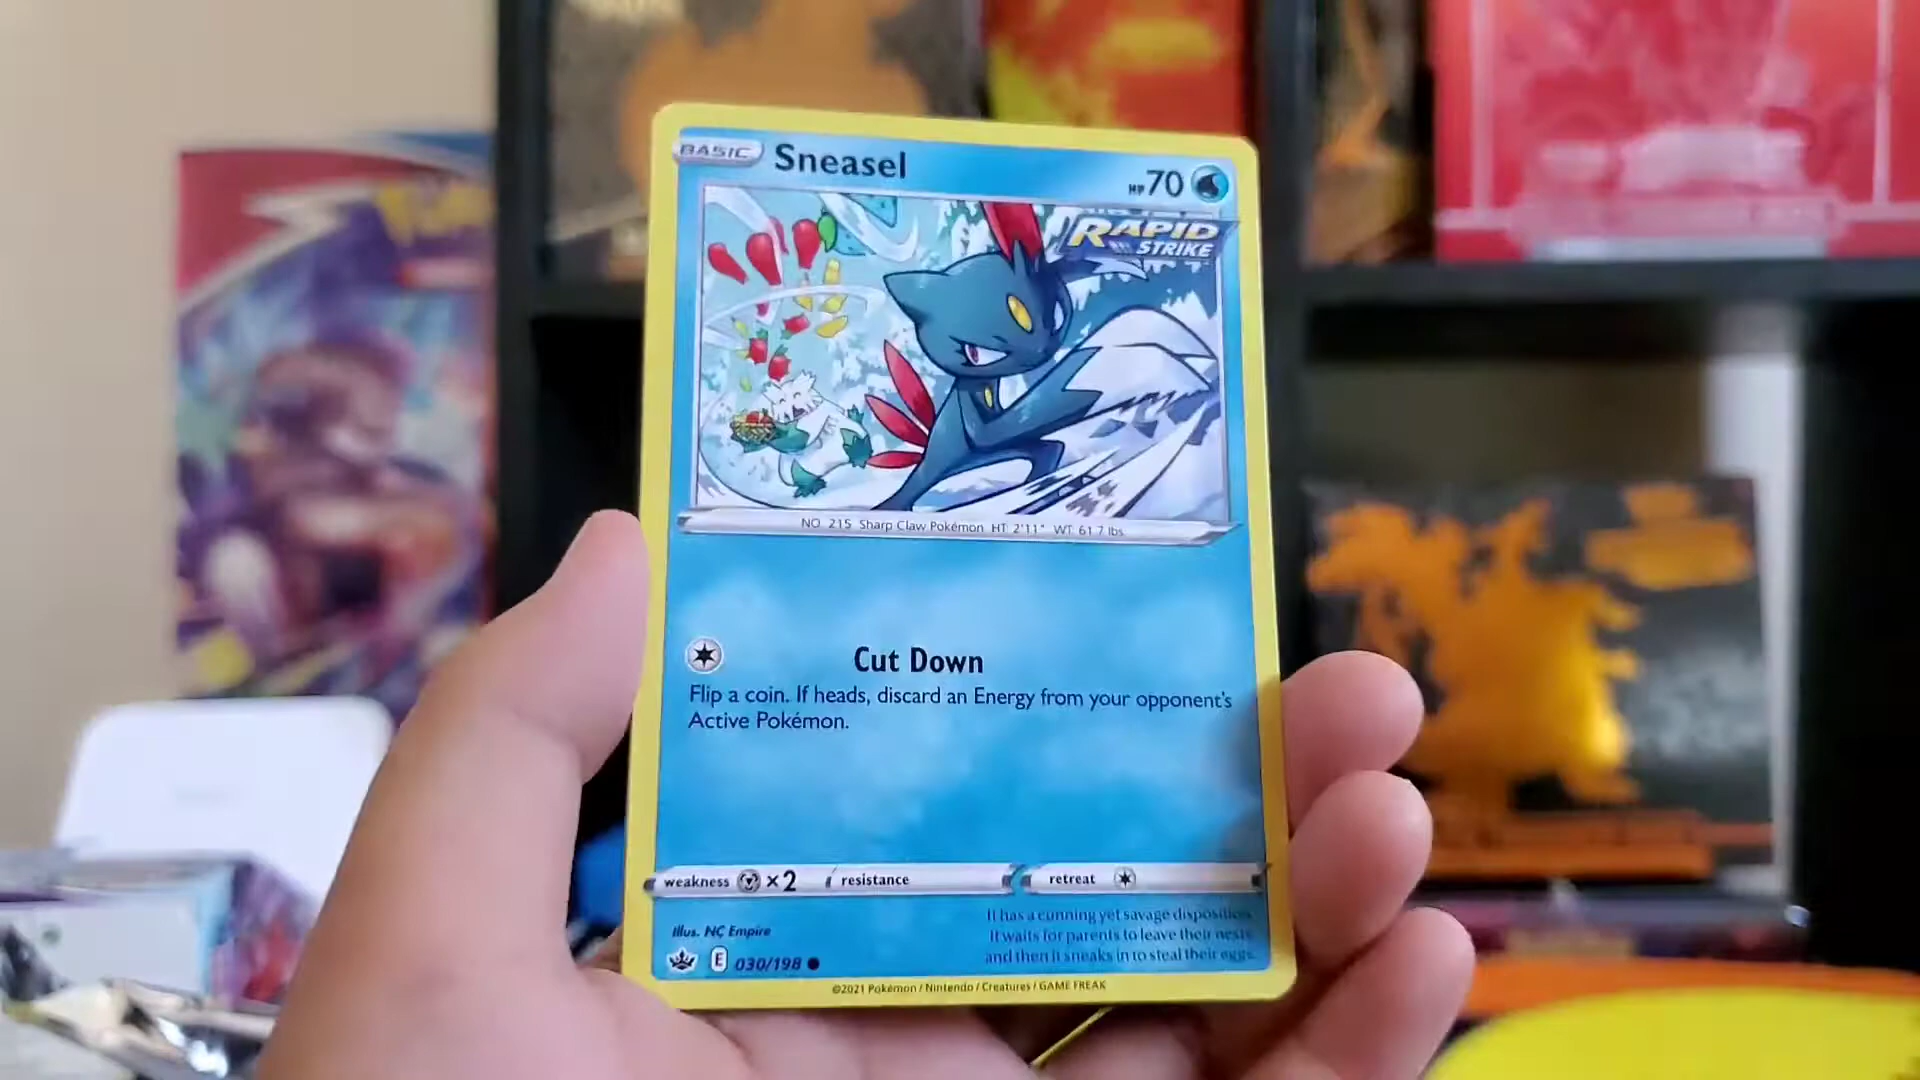 BASIC Sneasel HP 70
RAPID
STRIKE
NO. 215 Sharp Claw Pokémon HT: 2'11" WT: 61.7 lbs.
Cut Down
Flip a coin. If heads, discard an Energy from your opponent's
Active Pokémon.
weakness ×2 resistance retreat
Illus. NC Empire
It has a cunning yet savage disposition.
It waits for parents to leave their nests,
and then it sneaks in to steal their eggs.
E 030/198
©2021 Pokémon / Nintendo / Creatures / GAME FREAK